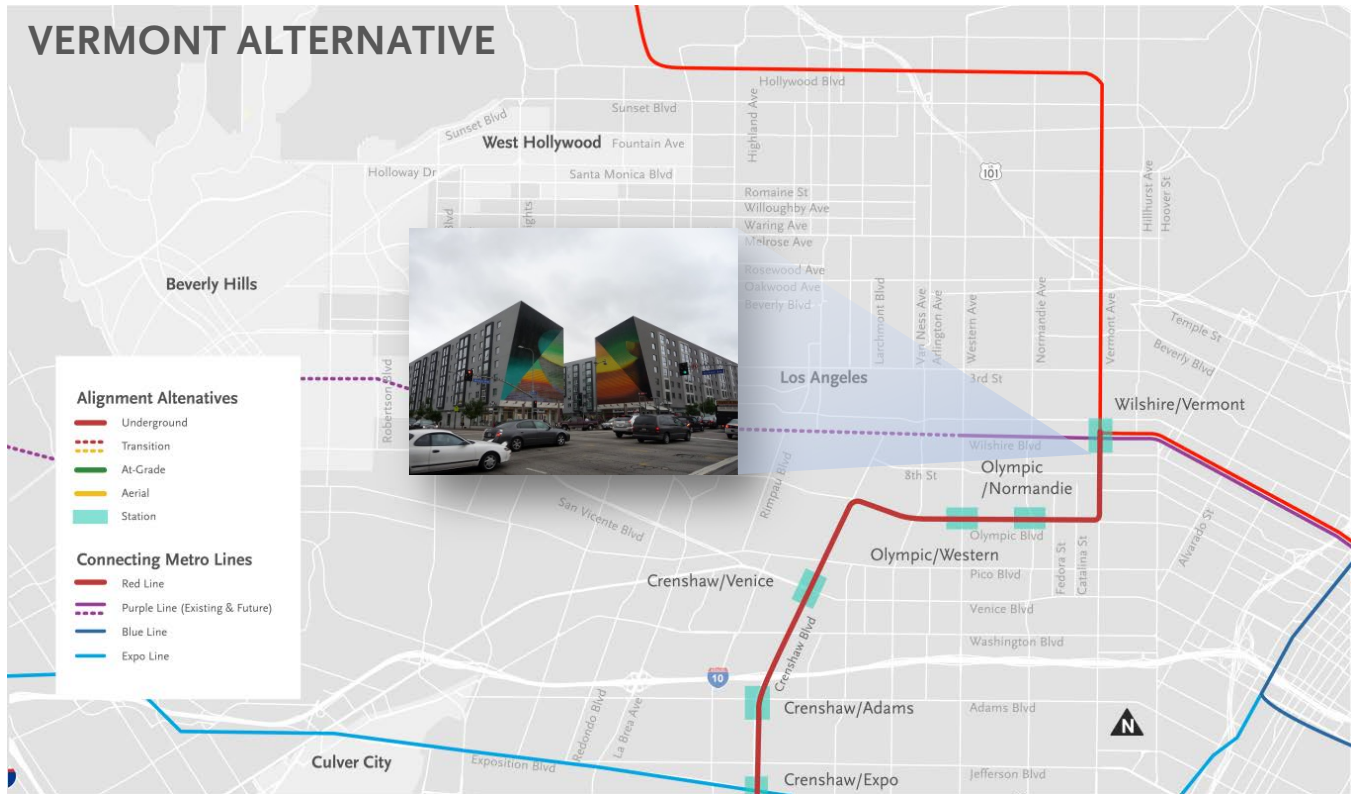 VERMONT ALTERNATIVE
Hollywood Blvd
Sunset Blvd
Sunset Blvd
Highland Ave
West Hollywood
Fountain Ave
Holloway Dr
Santa Monica Blvd
101
Hillhurst Ave
Hoover St
Romaine St
Willoughby Ave
Waring Ave
Melrose Ave
Blvd
ights
Rosewood Ave
Oakwood Ave
Beverly Blvd
Beverly Hills
Larchmont Blvd
Van Ness Ave
Arlington Ave
Western Ave
Normandie Ave
Vermont Ave
Temple St
Beverly Blvd
Robertson Blvd
Los Angeles
3rd St
Wilshire/Vermont
Wilshire Blvd
Alignment Altenatives
Underground
Transition
At-Grade
Aerial
Station
Connecting Metro Lines
Red Line
Purple Line (Existing & Future)
Blue Line
Expo Line
Rimpau Blvd
8th St
Olympic
/Normandie
San Vicente Blvd
Alvarado St
Olympic Blvd
Olympic/Western
Fedora St
Catalina St
Crenshaw/Venice
Pico Blvd
Venice Blvd
Crenshaw Blvd
Washington Blvd
10
Redondo Blvd
La Brea Ave
Crenshaw/Adams
Adams Blvd
N
Culver City
Exposition Blvd
Crenshaw/Expo
Jefferson Blvd